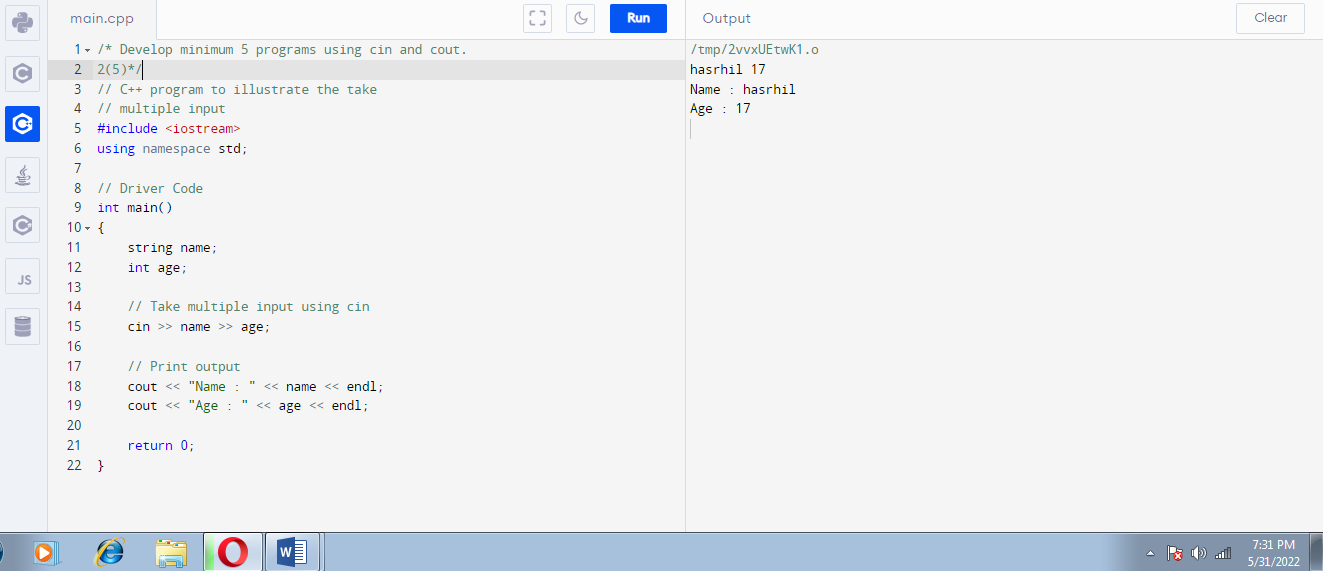 main.cpp
Run
Output
Clear
1 /* Develop minimum 5 programs using cin and cout.
2 2(5)*/
3 // C++ program to illustrate the take
4 // multiple input
5 #include <iostream>
6 using namespace std;
7
8 // Driver Code
9 int main()
10 {
11     string name;
12     int age;
13
14     // Take multiple input using cin
15     cin >> name >> age;
16
17     // Print output
18     cout << "Name : " << name << endl;
19     cout << "Age : " << age << endl;
20
21     return 0;
22 }
/tmp/2vvxUEtwK1.o
hasrhil 17
Name : hasrhil
Age : 17
JS
W
7:31 PM
5/31/2022